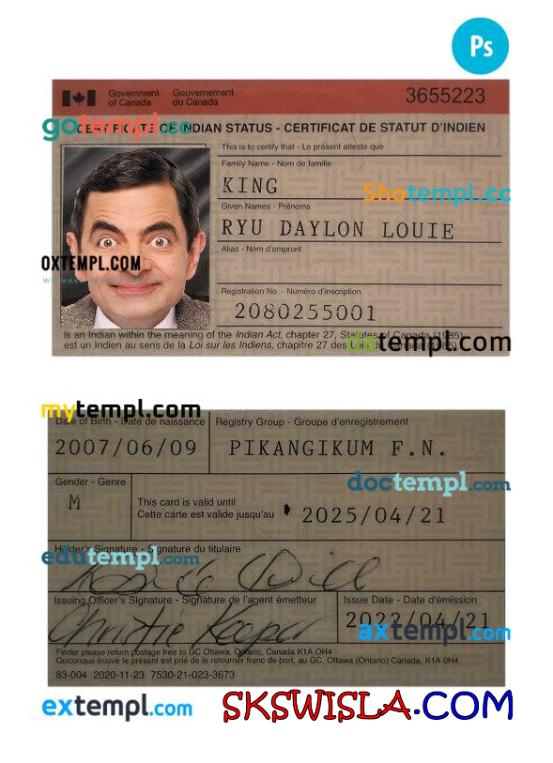 Ps
Government of Canada Gouvernement du Canada 3655223
CERTIFICATE OF INDIAN STATUS - CERTIFICAT DE STATUT D'INDIEN
gotempl.cc
This is to certify that - Le présent atteste que
Family Name - Nom de famille
KING
Shotempl.cc
Given Names - Prénoms
RYU DAYLON LOUIE
Alias - Nom d'emprunt
OXTEMPL.COM
Registration No. - Numéro d'inscription
2080255001
is an Indian within the meaning of the Indian Act, chapter 27, Statutes of Canada (1985)
est un Indien au sens de la Loi sur les Indiens, chapitre 27 des Lois du Canada (1985)
templ.com
mytempl.com
Date of Birth - Date de naissance Registry Group - Groupe d'enregistrement
2007/06/09 PIKANGIKUM F.N.
Gender - Genre
M
doctempl.com
This card is valid until
Cette carte est valide jusqu'au 2025/04/21
Holder's Signature - Signature du titulaire
edutempl.com
Issuing Officer's Signature - Signature de l'agent émetteur Issue Date - Date d'émission
Christie 2022/04/21
axtempl.com
Finder please return postage free to GC Ottawa, Ontario, Canada K1A 0H4
Quiconque trouve le présent est prié de le retourner franc de port, au GC, Ottawa (Ontario) Canada, K1A 0H4
83-004 2020-11-23 7530-21-023-3673
extempl.com SKSWISLA.COM